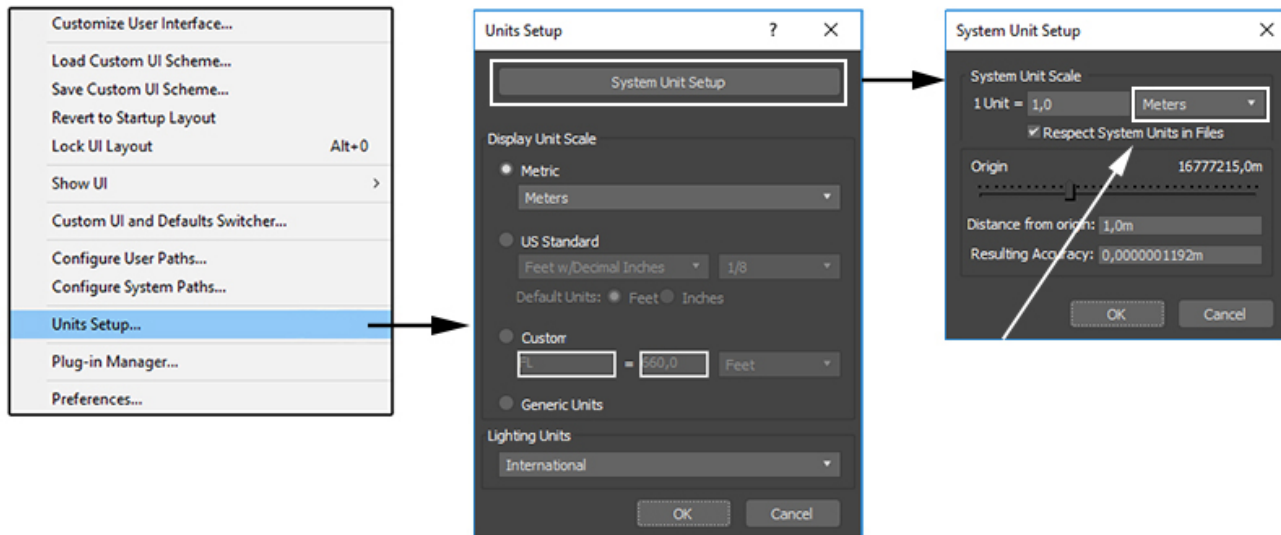 Customize User Interface...
Load Custom UI Scheme...
Save Custom UI Scheme...
Revert to Startup Layout
Lock UI Layout Alt+0
Show UI >
Custom UI and Defaults Switcher...
Configure User Paths...
Configure System Paths...
Units Setup...
Plug-in Manager...
Preferences...
Units Setup ? X
System Unit Setup
Display Unit Scale
Metric
Meters
US Standard
Feet w/Decimal Inches 1/8
Default Units: Feet Inches
Custom
FL = 660,0 Feet
Generic Units
Lighting Units
International
OK Cancel
System Unit Setup X
System Unit Scale
1 Unit = 1,0 Meters
Respect System Units in Files
Origin 16777215,0m
Distance from origin: 1,0m
Resulting Accuracy: 0,0000001192m
OK Cancel